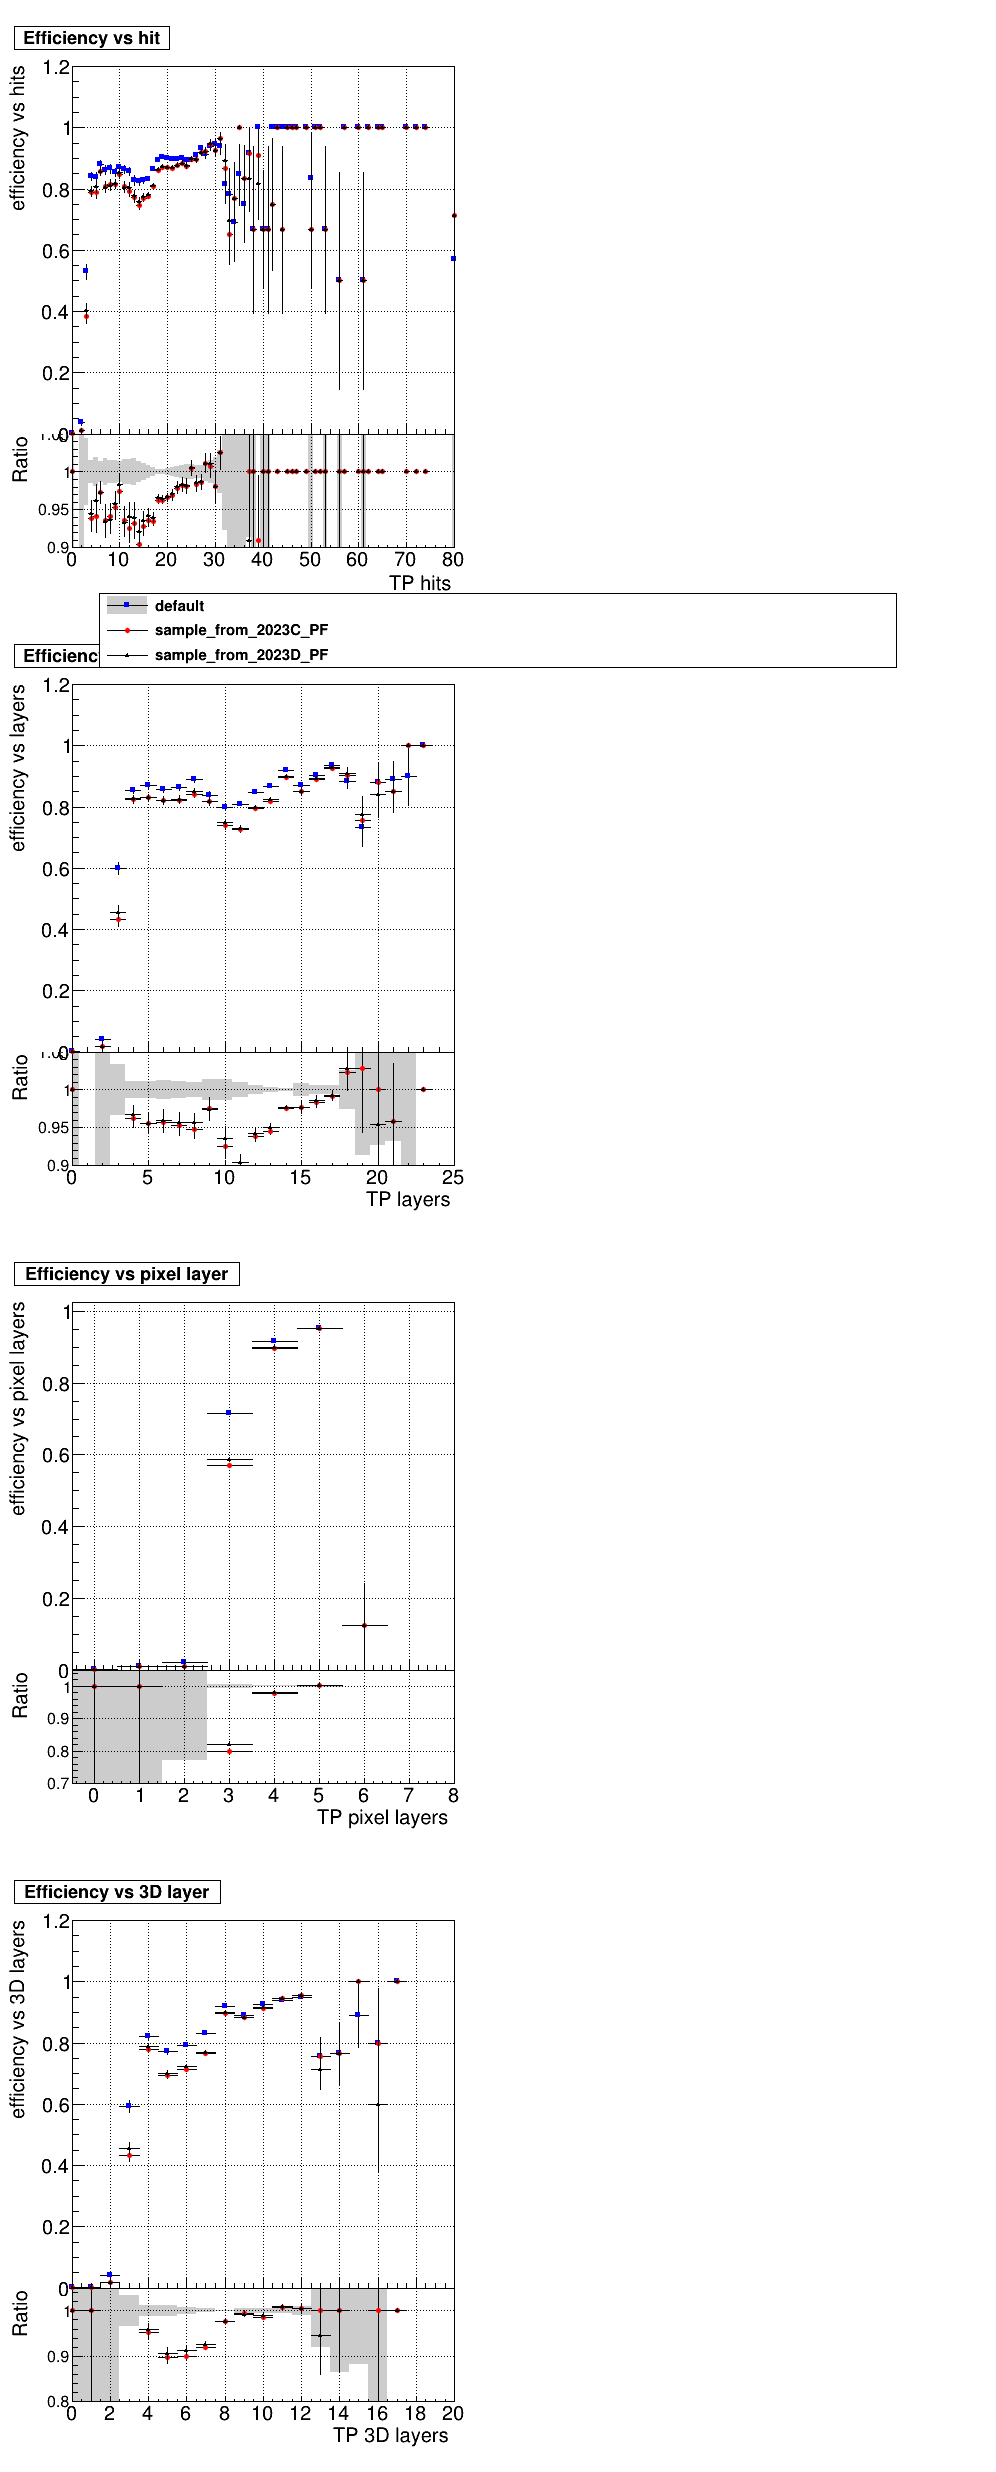 Efficiency vs hit
efficiency vs hits
1.2
1
0.8
0.6
0.4
0.2
0
Ratio
1
0.95
0.9
0 10 20 30 40 50 60 70 80
TP hits
default
sample_from_2023C_PF
sample_from_2023D_PF
Efficienc
efficiency vs layers
1.2
1
0.8
0.6
0.4
0.2
0
Ratio
1
0.95
0.9
0 5 10 15 20 25
TP layers
Efficiency vs pixel layer
efficiency vs pixel layers
1
0.8
0.6
0.4
0.2
0
Ratio
1
0.9
0.8
0.7
0 1 2 3 4 5 6 7 8
TP pixel layers
Efficiency vs 3D layer
efficiency vs 3D layers
1.2
1
0.8
0.6
0.4
0.2
0
Ratio
1
0.9
0.8
0 2 4 6 8 10 12 14 16 18 20
TP 3D layers